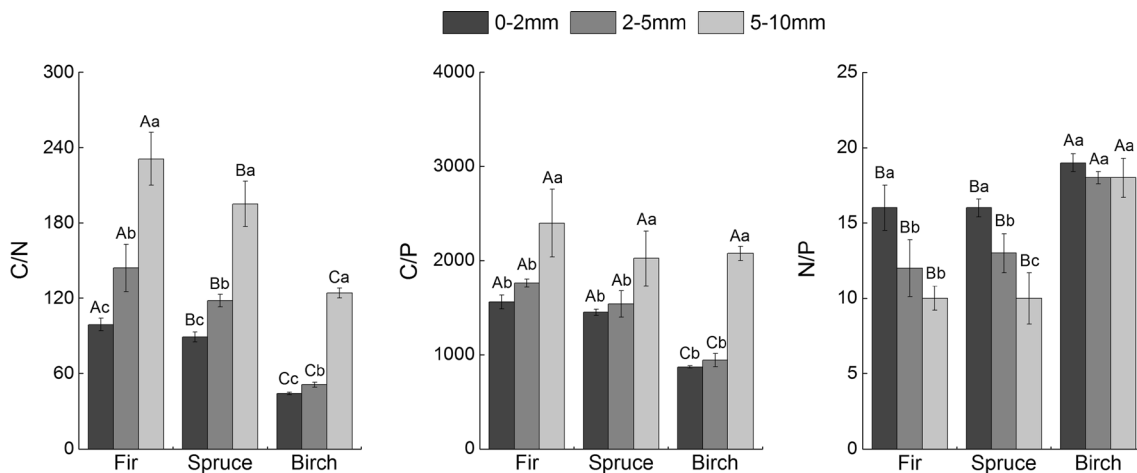 0-2mm 2-5mm 5-10mm
C/N
300
240
180
120
60
0
Ac Ab Aa
Bc Bb Ba
Cc Cb Ca
Fir Spruce Birch
C/P
4000
3000
2000
1000
0
Ab Ab Aa
Ab Ab Aa
Cb Cb Aa
Fir Spruce Birch
N/P
25
20
15
10
5
0
Ba Bb Bb
Ba Bb Bc
Aa Aa Aa
Fir Spruce Birch